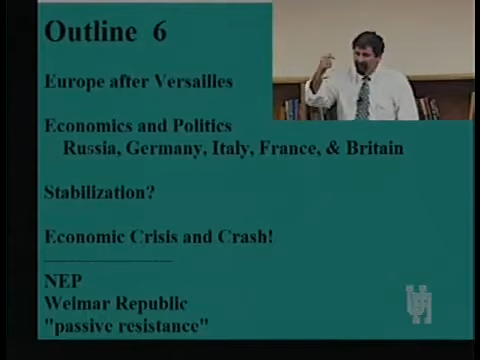 Outline 6
Europe after Versailles
Economics and Politics
Russia, Germany, Italy, France, & Britain
Stabilization?
Economic Crisis and Crash!
NEP
Weimar Republic
"passive resistance"